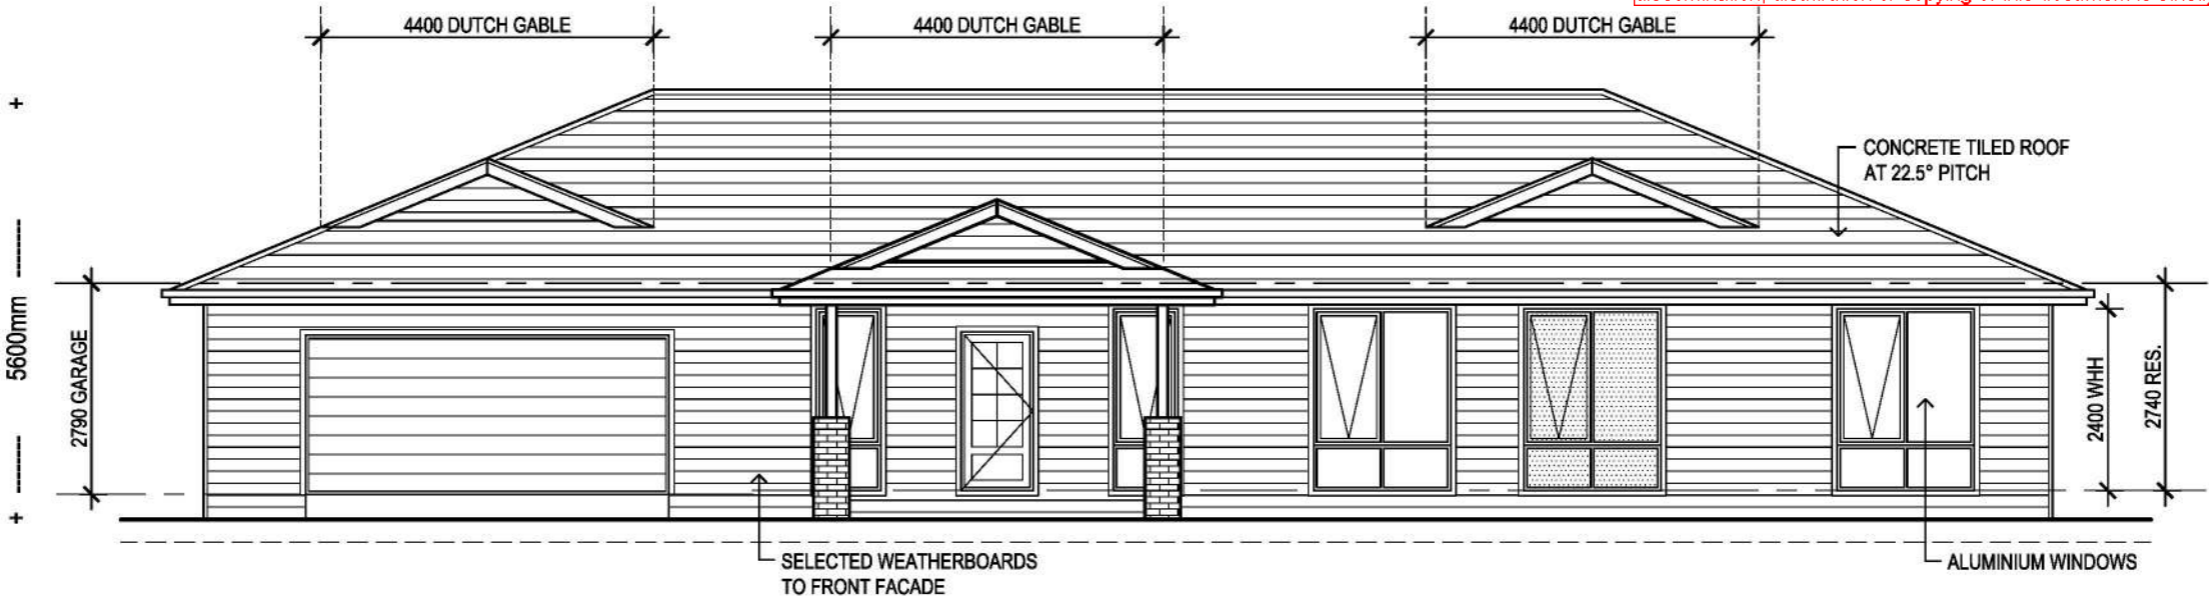 4400 DUTCH GABLE
4400 DUTCH GABLE
4400 DUTCH GABLE
CONCRETE TILED ROOF
AT 22.5° PITCH
5600mm
2790 GARAGE
2400 WHH
2740 RES.
SELECTED WEATHERBOARDS
TO FRONT FACADE
ALUMINIUM WINDOWS